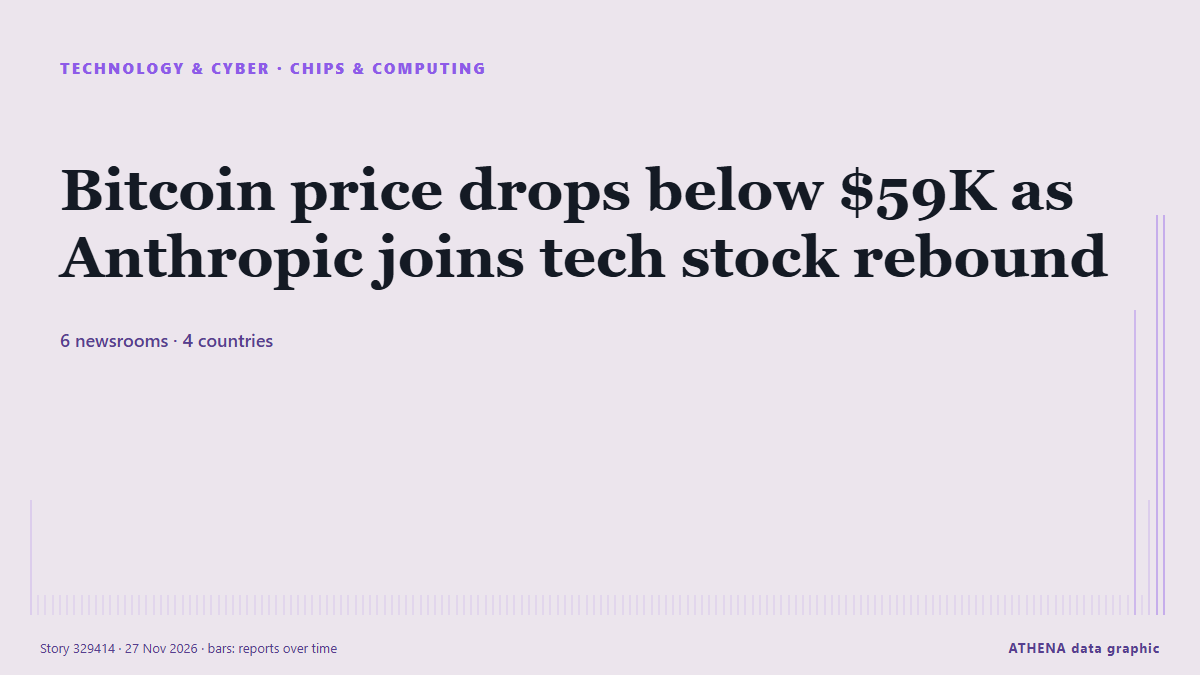 TECHNOLOGY & CYBER · CHIPS & COMPUTING
Bitcoin price drops below $59K as
Anthropic joins tech stock rebound
6 newsrooms · 4 countries
Story 329414 · 27 Nov 2026 · bars: reports over time
ATHENA data graphic